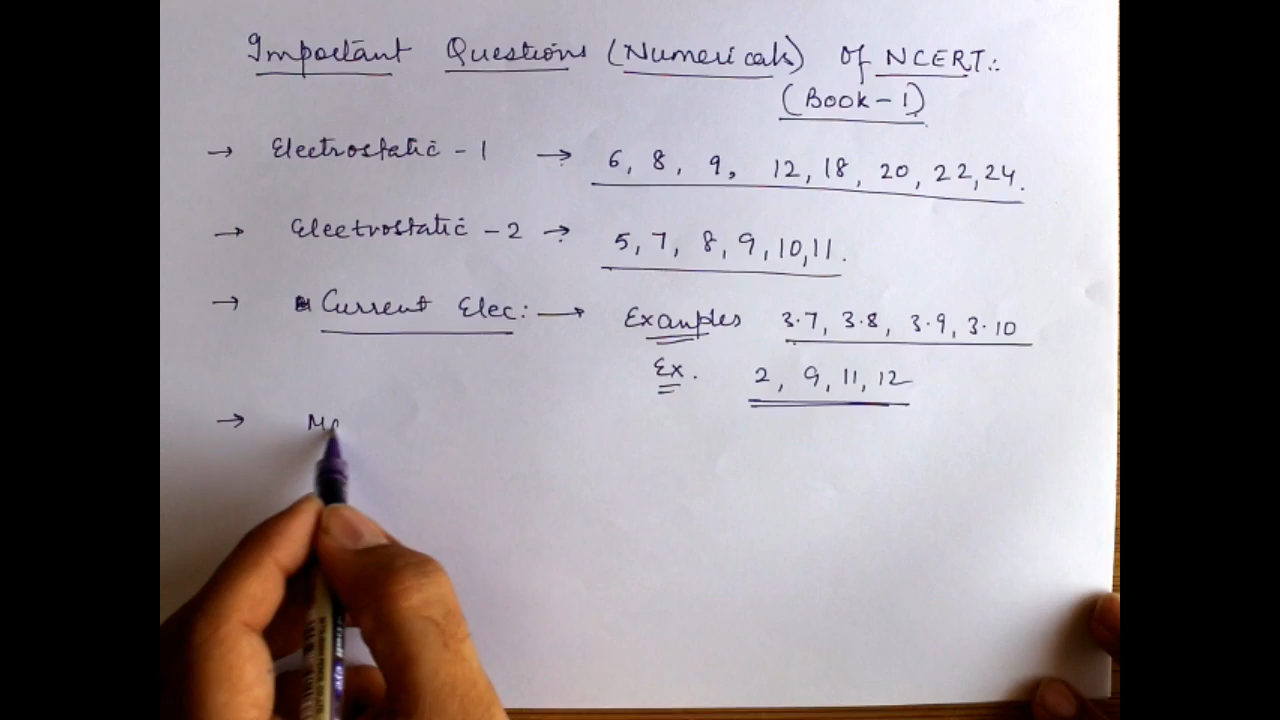 Important Questions (Numericals) Of NCERT:.
(Book-1)
→ Electrostatic - 1 → 6, 8, 9, 12, 18, 20, 22, 24.
→ Electrostatic - 2 → 5, 7, 8, 9, 10, 11.
→ Current Elec: → Examples 3.7, 3.8, 3.9, 3.10
Ex. 2, 9, 11, 12
→ Ma